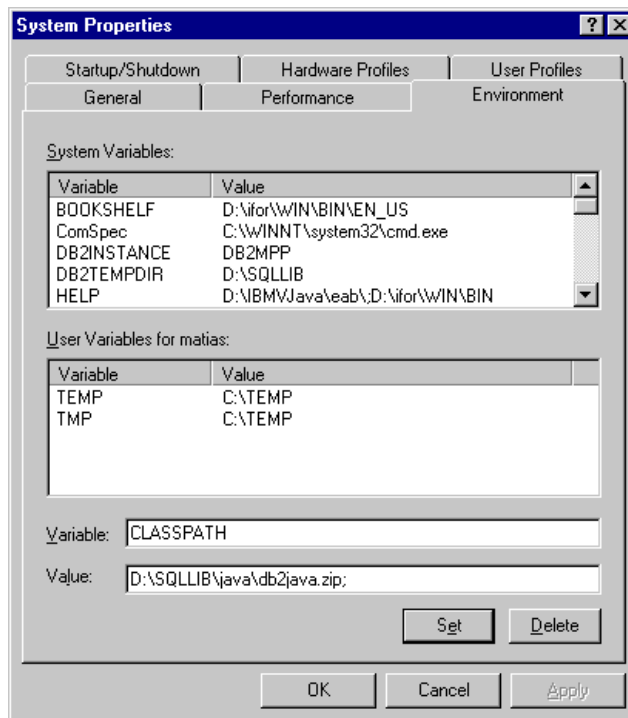 System Properties
Startup/Shutdown Hardware Profiles User Profiles
General Performance Environment
System Variables:
Variable Value
BOOKSHELF D:\ifor\WIN\BIN\EN_US
ComSpec C:\WINNT\system32\cmd.exe
DB2INSTANCE DB2MPP
DB2TEMPDIR D:\SQLLIB
HELP D:\IBMVJava\eab\;D:\ifor\WIN\BIN
User Variables for matias:
Variable Value
TEMP C:\TEMP
TMP C:\TEMP
Variable: CLASSPATH
Value: D:\SQLLIB\java\db2java.zip;
Set Delete
OK Cancel Apply